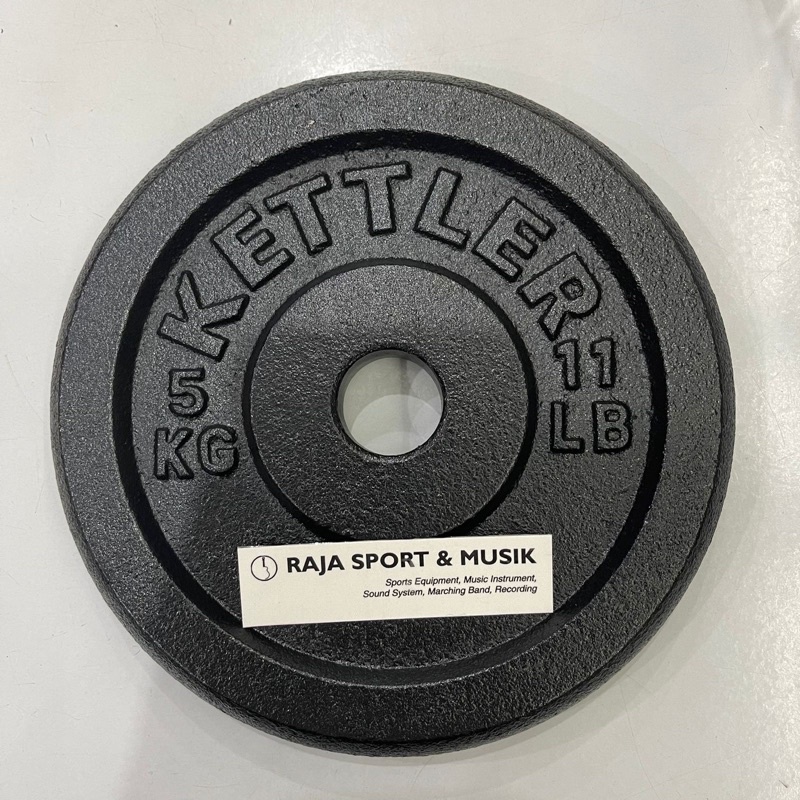 KETTLER
5
KG
11
LB
RAJA SPORT & MUSIK
Sports Equipment, Music Instrument,
Sound System, Marching Band, Recording